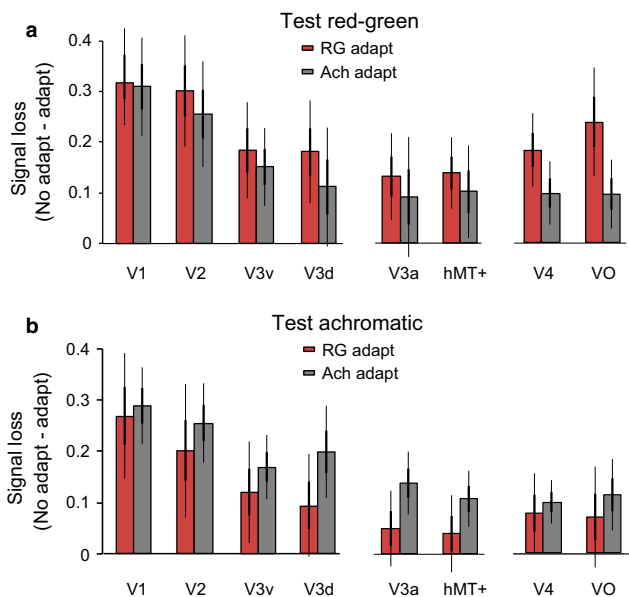 a
Test red-green
RG adapt
Ach adapt
Signal loss
(No adapt - adapt)
0.4
0.3
0.2
0.1
0
V1 V2 V3v V3d V3a hMT+ V4 VO
b
Test achromatic
RG adapt
Ach adapt
Signal loss
(No adapt - adapt)
0.4
0.3
0.2
0.1
0
V1 V2 V3v V3d V3a hMT+ V4 VO